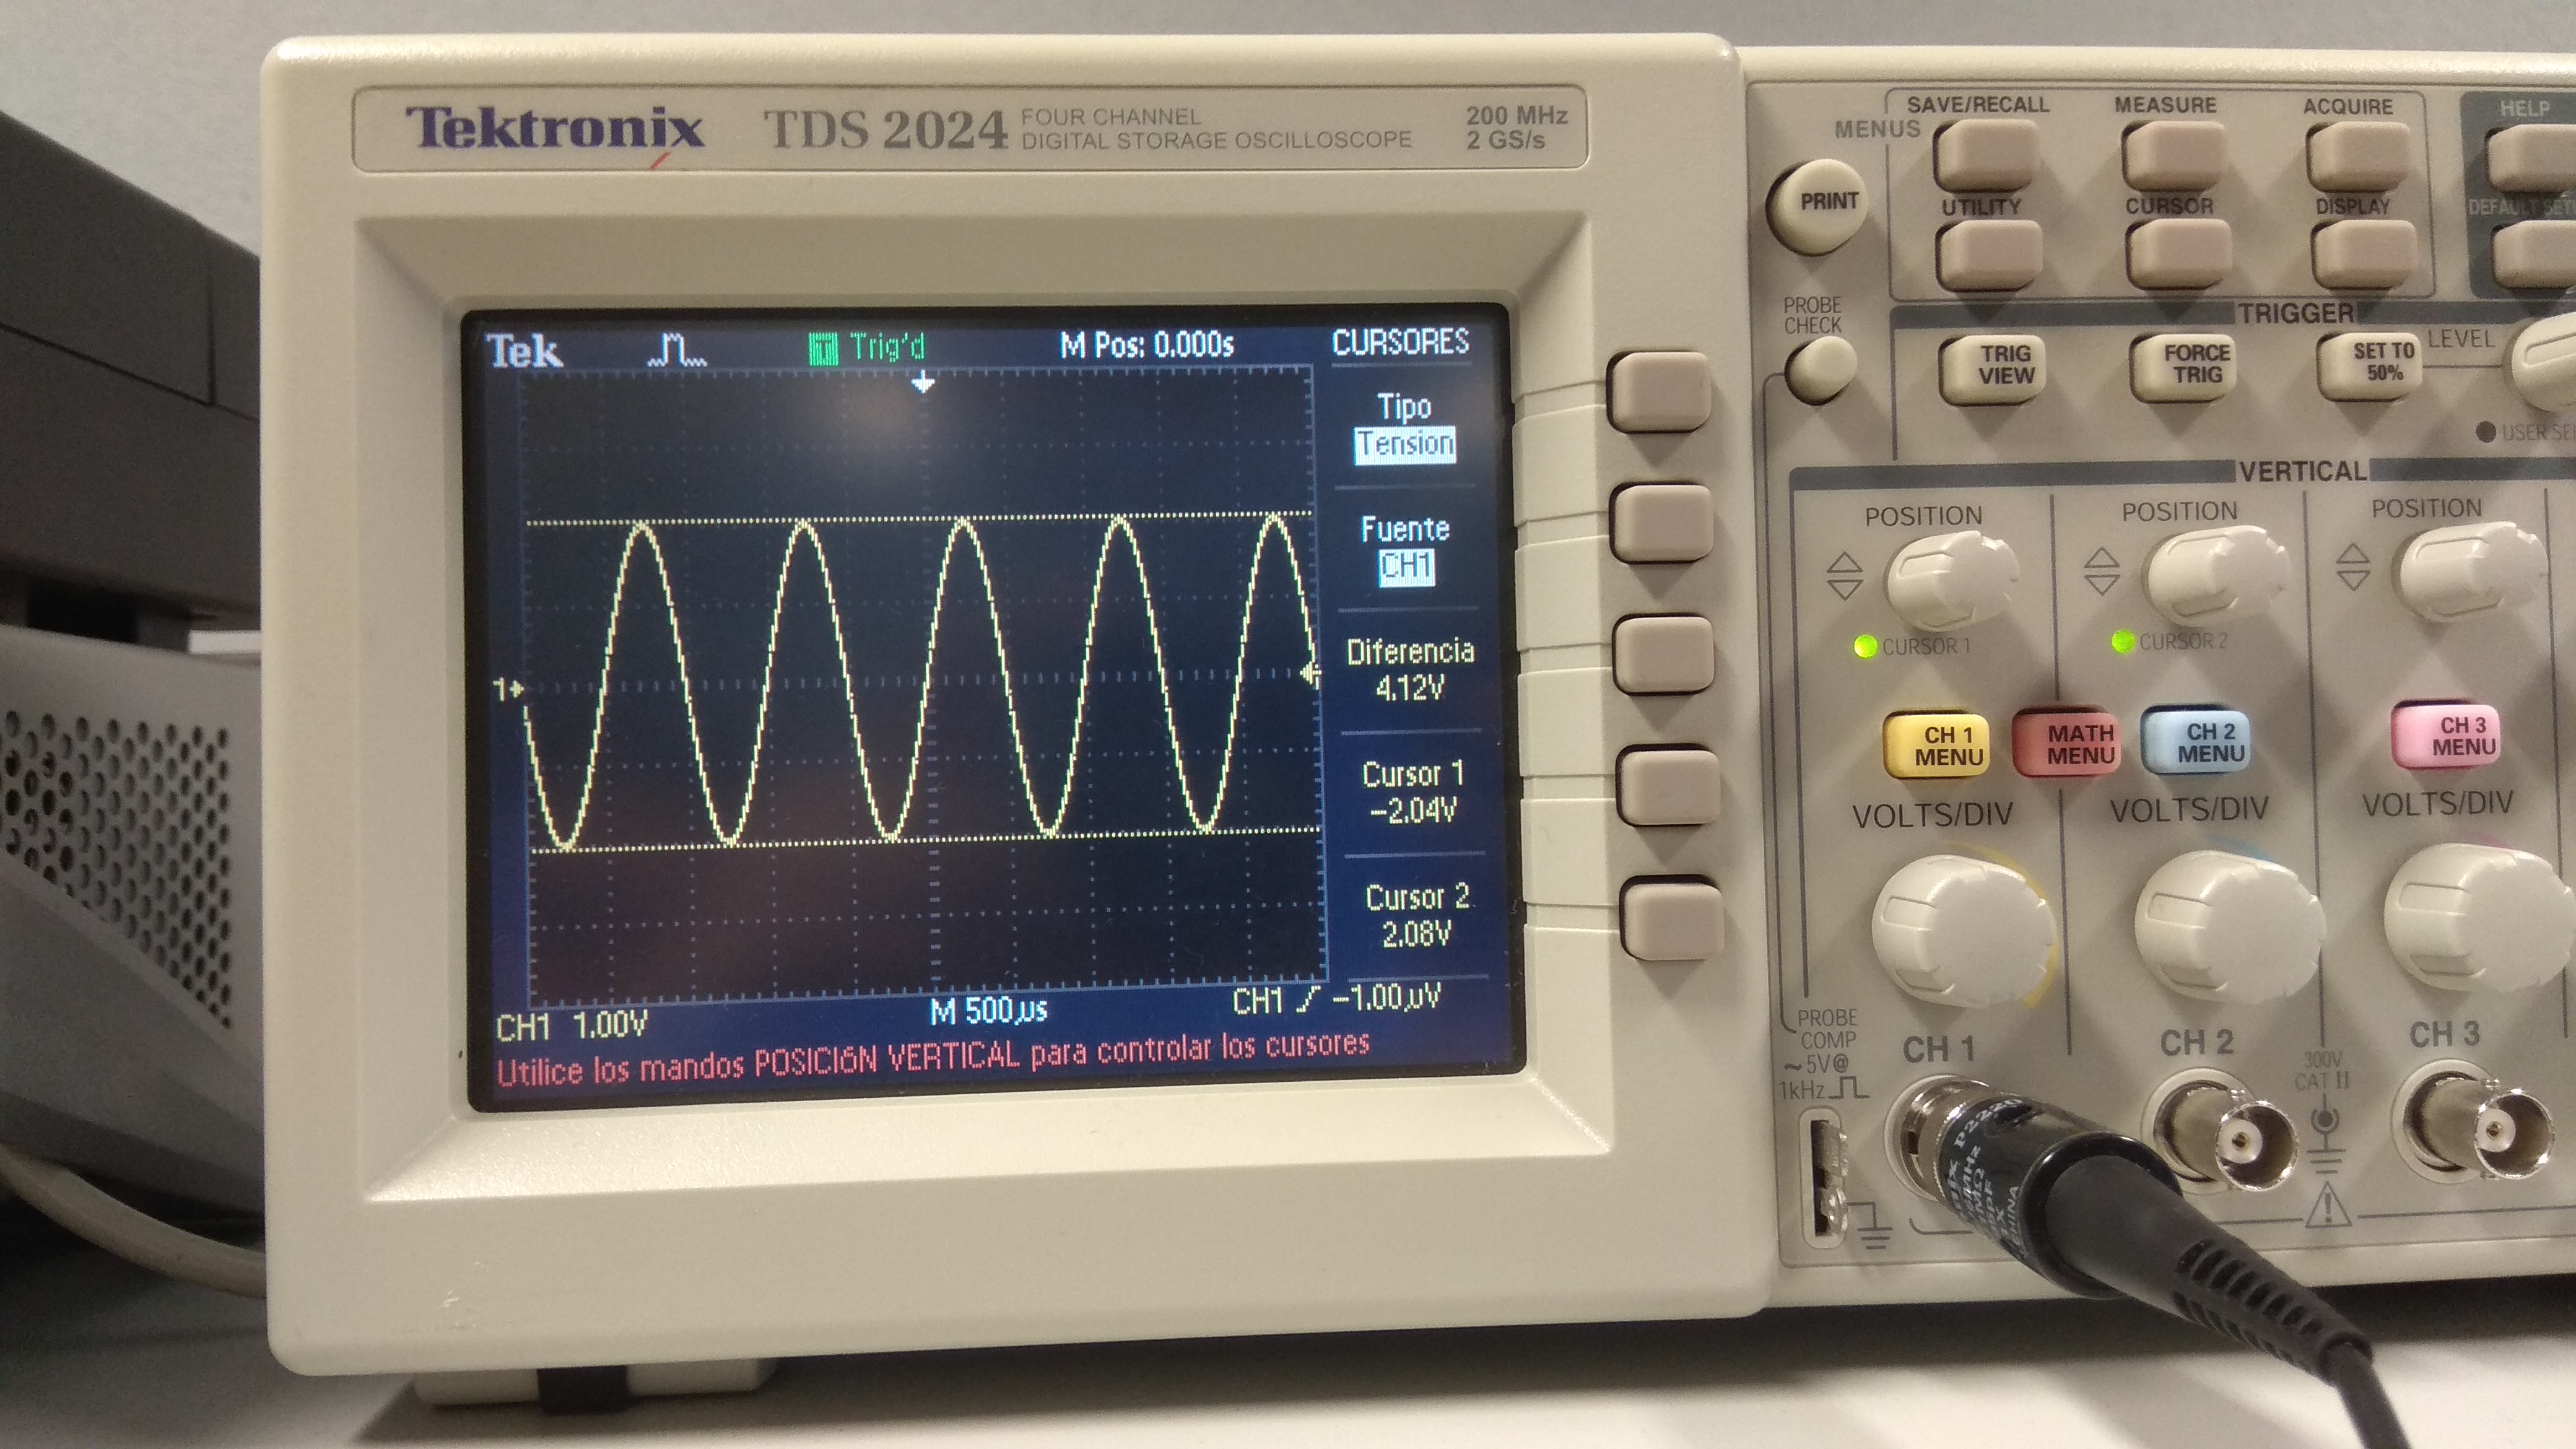 Tektronix TDS 2024 FOUR CHANNEL
DIGITAL STORAGE OSCILLOSCOPE
200 MHz
2 GS/s
Tek
Trig'd
M Pos: 0.000s
CURSORES
Tipo
Tension
Fuente
CH1
Diferencia
4.12V
Cursor 1
-2.04V
Cursor 2
2.08V
1
CH1 1.00V
M 500µs
CH1 -1.00µV
Utilice los mandos POSICIóN VERTICAL para controlar los cursores
PRINT
MENUS
SAVE/RECALL
MEASURE
ACQUIRE
HELP
UTILITY
CURSOR
DISPLAY
DEFAULT
PROBE
CHECK
TRIGGER
TRIG
VIEW
FORCE
TRIG
SET TO
50%
LEVEL
USER
VERTICAL
POSITION
POSITION
POSITION
CURSOR 1
CURSOR 2
CH 1
MENU
MATH
MENU
CH 2
MENU
CH 3
MENU
VOLTS/DIV
VOLTS/DIV
VOLTS/DIV
PROBE
COMP
~5V@
1kHz
CH 1
CH 2
CH 3
300V
CAT II
P2220